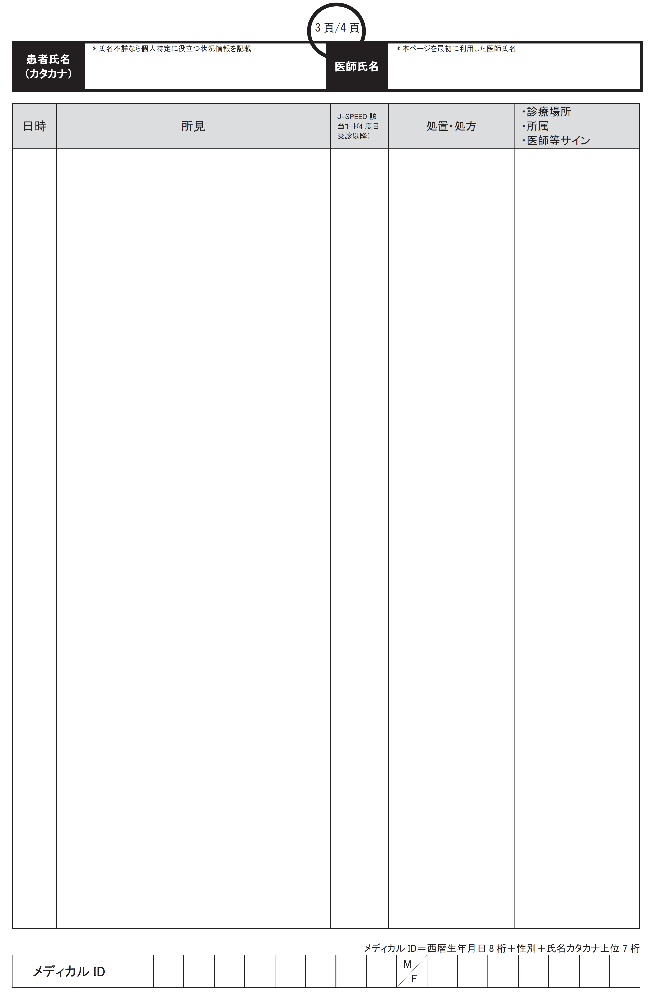 3 頁/4 頁
患者氏名
（カタカナ）
＊氏名不詳なら個人特定に役立つ状況情報を記載
医師氏名
＊本ページを最初に利用した医師氏名
日時
所見
J-SPEED 該
当ｺｰﾄﾞ(4 度目
受診以降）
処置・処方
・診療場所
・所属
・医師等サイン
メディカル ID＝西暦生年月日 8 桁＋性別＋氏名カタカナ上位 7 桁
メディカル ID
M
F